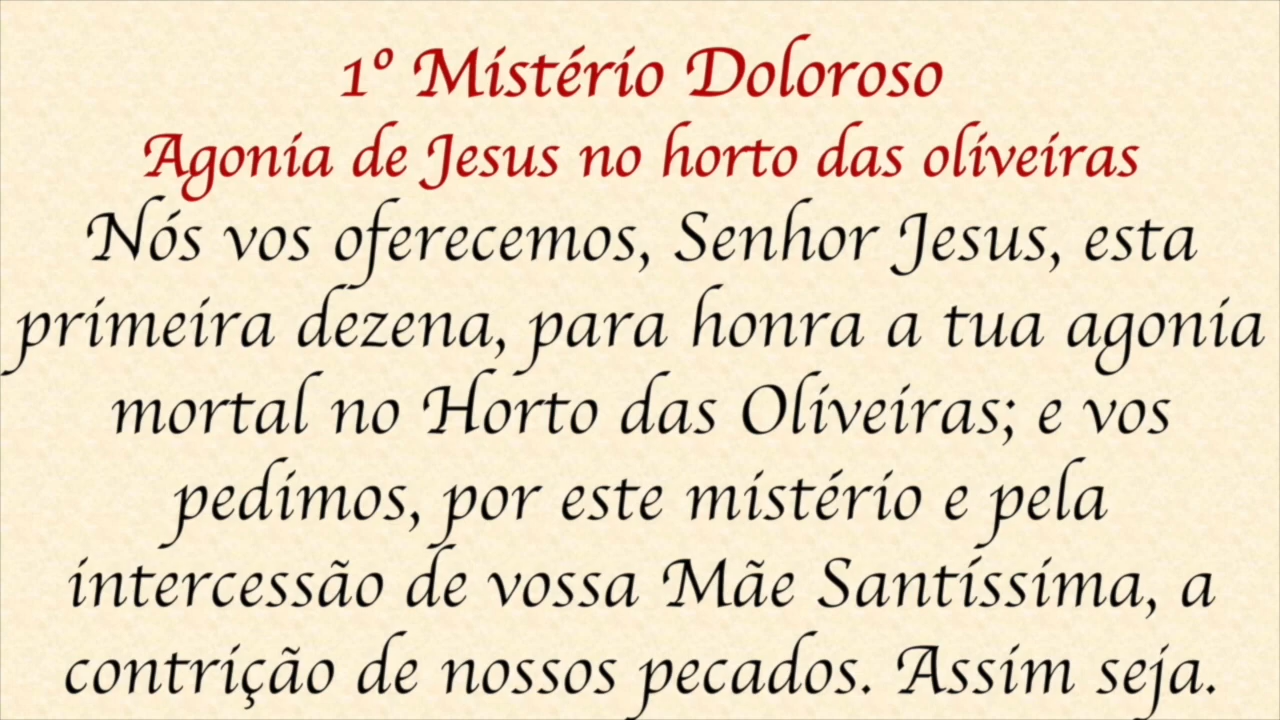 1º Mistério Doloroso
Agonia de Jesus no horto das oliveiras
Nós vos oferecemos, Senhor Jesus, esta
primeira dezena, para honra a tua agonia
mortal no Horto das Oliveiras; e vos
pedimos, por este mistério e pela
intercessão de vossa Mãe Santíssima, a
contrição de nossos pecados. Assim seja.